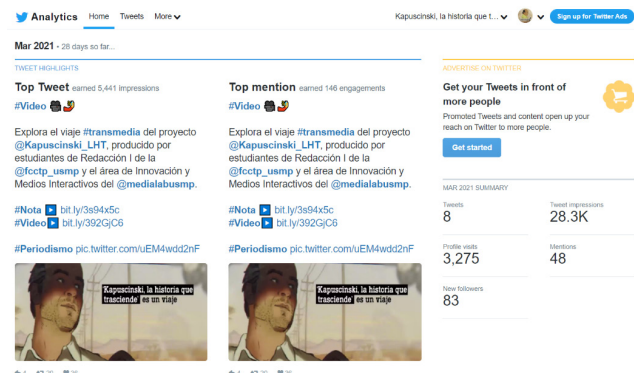 Analytics Home Tweets More
Kapuscinski, la historia que t...
Sign up for Twitter Ads
Mar 2021 • 28 days so far...
TWEET HIGHLIGHTS
Top Tweet earned 5,441 impressions
#Video
Explora el viaje #transmedia del proyecto
@Kapuscinski_LHT, producido por
estudiantes de Redacción I de la
@fcctp_usmp y el área de Innovación y
Medios Interactivos del @medialabusmp.
#Nota bit.ly/3s94x5c
#Video bit.ly/392GjC6
#Periodismo pic.twitter.com/uEM4wdd2nF
'Kapuscinski, la historia que
trasciende' es un viaje
Top mention earned 146 engagements
#Video
Explora el viaje #transmedia del proyecto
@Kapuscinski_LHT, producido por
estudiantes de Redacción I de la
@fcctp_usmp y el área de Innovación y
Medios Interactivos del @medialabusmp.
#Nota bit.ly/3s94x5c
#Video bit.ly/392GjC6
#Periodismo pic.twitter.com/uEM4wdd2nF
'Kapuscinski, la historia que
trasciende' es un viaje
ADVERTISE ON TWITTER
Get your Tweets in front of
more people
Promoted Tweets and content open up your
reach on Twitter to more people.
Get started
MAR 2021 SUMMARY
Tweets
8
Tweet impressions
28.3K
Profile visits
3,275
Mentions
48
New followers
83